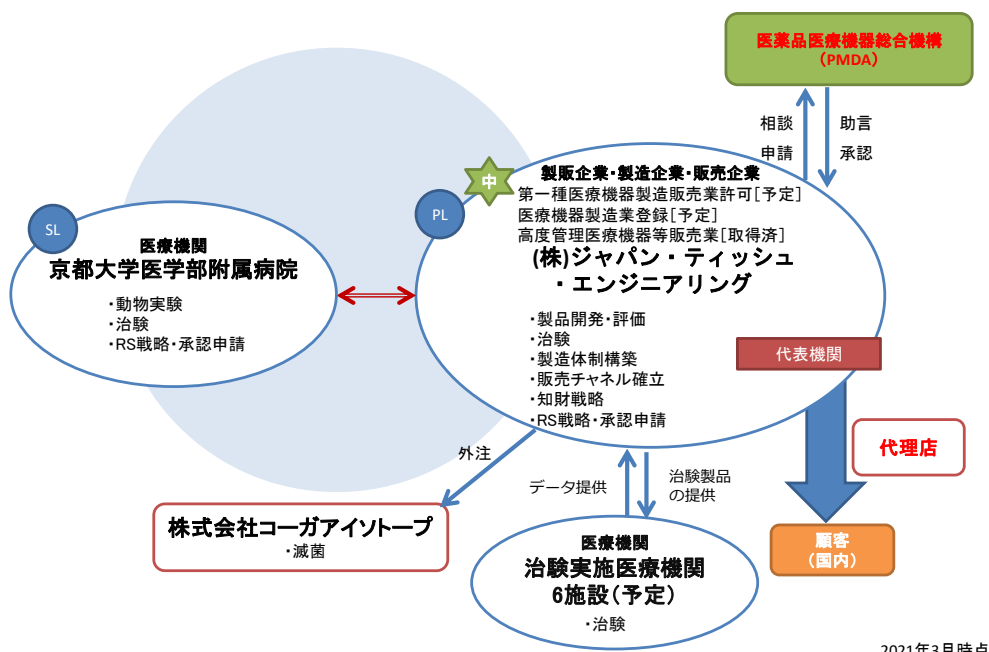 医薬品医療機器総合機構
（PMDA）
相談
申請
助言
承認
中
PL
製販企業・製造企業・販売企業
第一種医療機器製造販売業許可[予定]
医療機器製造業登録[予定]
高度管理医療機器等販売業[取得済]
(株)ジャパン・ティッシュ
・エンジニアリング
・製品開発・評価
・治験
・製造体制構築
・販売チャネル確立
・知財戦略
・RS戦略・承認申請
代表機関
SL
医療機関
京都大学医学部附属病院
・動物実験
・治験
・RS戦略・承認申請
外注
株式会社コーガアイソトープ
・滅菌
データ提供
治験製品
の提供
医療機関
治験実施医療機関
6施設（予定）
・治験
代理店
顧客
（国内）
2021年3月時点